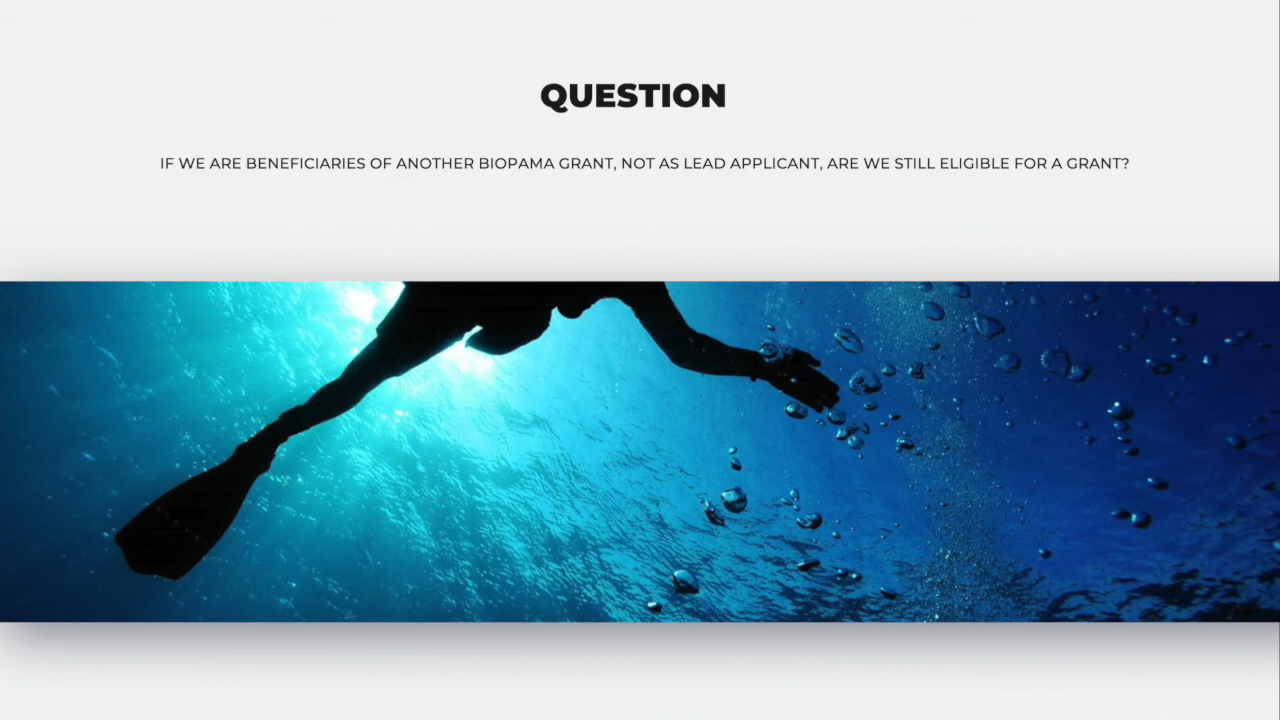 QUESTION
IF WE ARE BENEFICIARIES OF ANOTHER BIOPAMA GRANT, NOT AS LEAD APPLICANT, ARE WE STILL ELIGIBLE FOR A GRANT?